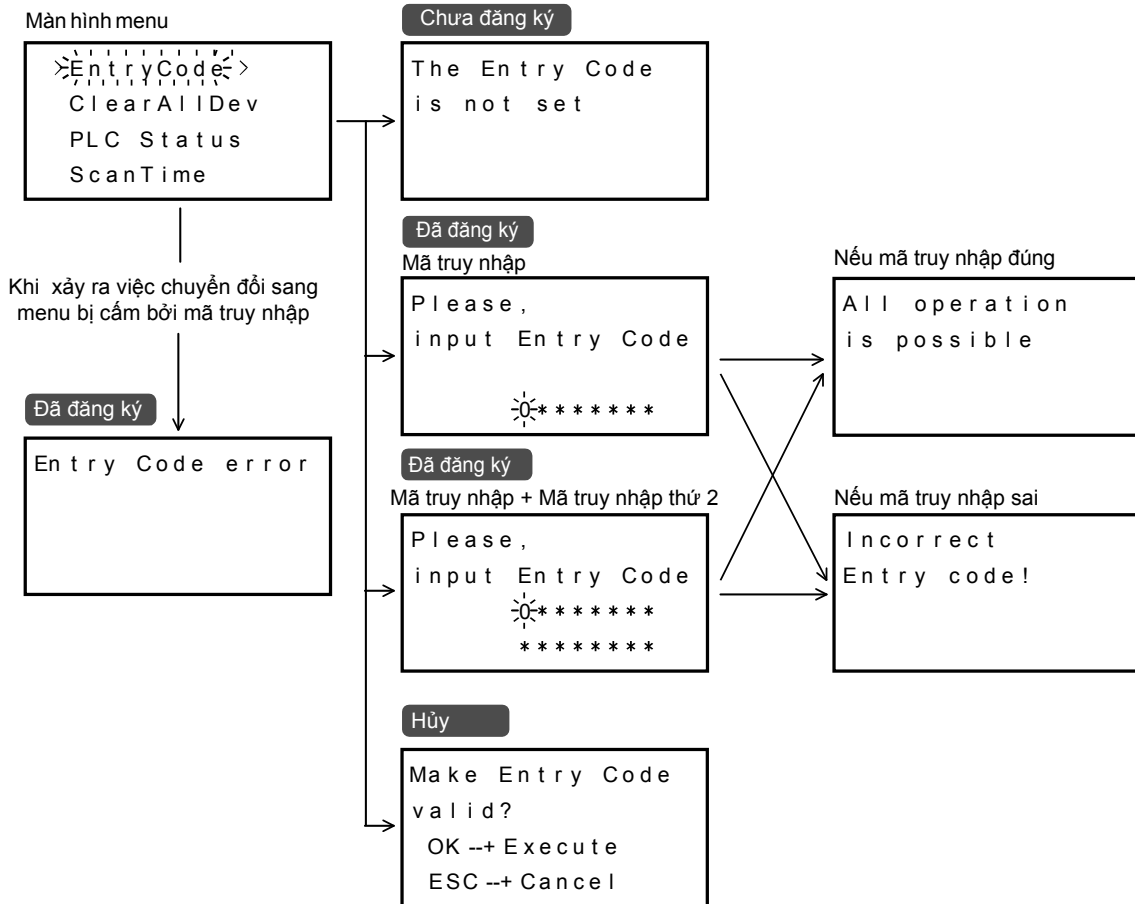 Màn hình menu
>EntryCode>
ClearAllDev
PLC Status
ScanTime
Khi xảy ra việc chuyển đổi sang
menu bị cấm bởi mã truy nhập
Đã đăng ký
Entry Code error
Chưa đăng ký
The Entry Code
is not set
Đã đăng ký
Mã truy nhập
Please,
input Entry Code
0*******
Đã đăng ký
Mã truy nhập + Mã truy nhập thứ 2
Please,
input Entry Code
0*******
********
Hủy
Make Entry Code
valid?
OK --+ Execute
ESC --+ Cancel
Nếu mã truy nhập đúng
All operation
is possible
Nếu mã truy nhập sai
Incorrect
Entry code!